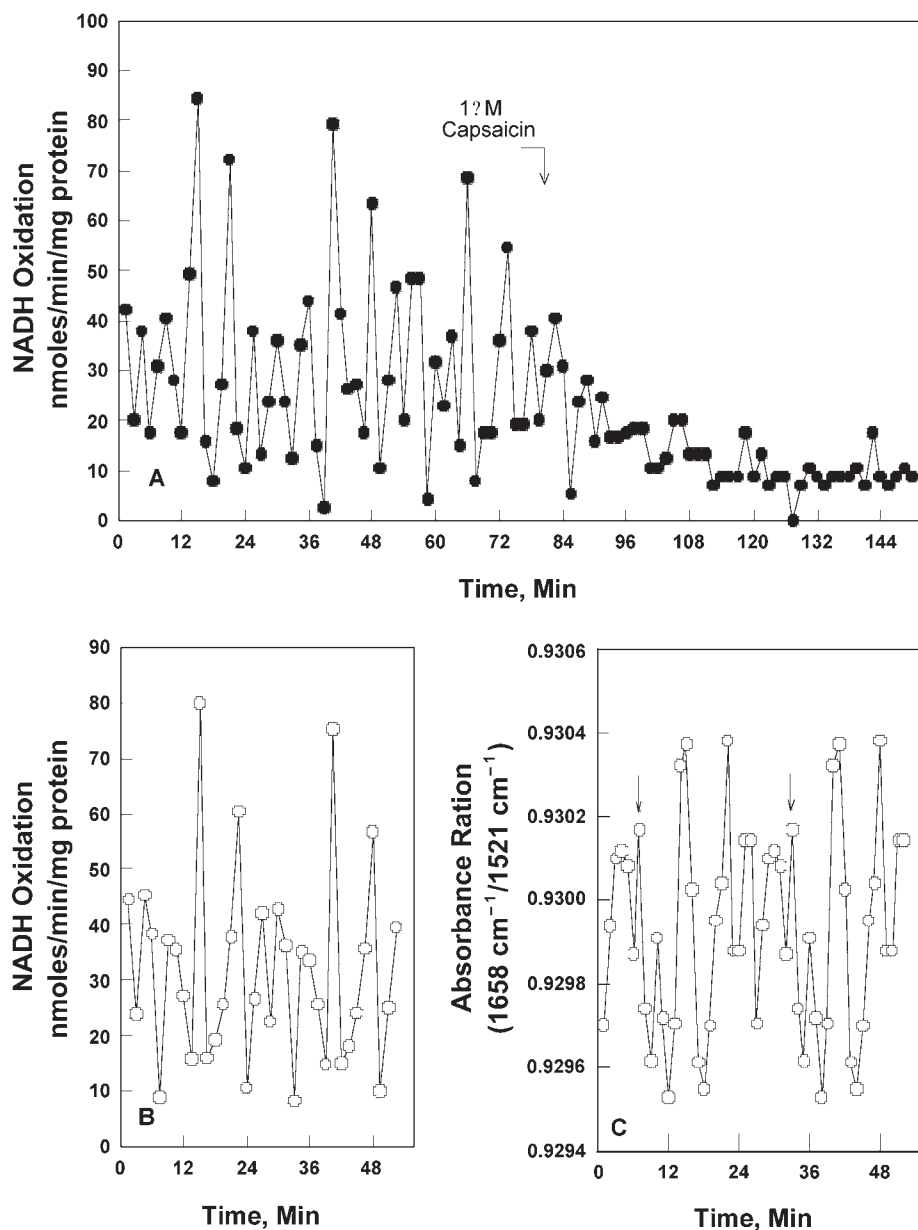 100
90
80
70
60
50
40
30
20
10
0
NADH Oxidation
nmoles/min/mg protein
1?M
Capsaicin
A
0 12 24 36 48 60 72 84 96 108 120 132 144
Time, Min
90
80
70
60
50
40
30
20
10
0
NADH Oxidation
nmoles/min/mg protein
B
0 12 24 36 48
Time, Min
0.9306
0.9304
0.9302
0.9300
0.9298
0.9296
0.9294
Absorbance Ration
(1658 cm⁻¹/1521 cm⁻¹)
C
0 12 24 36 48
Time, Min